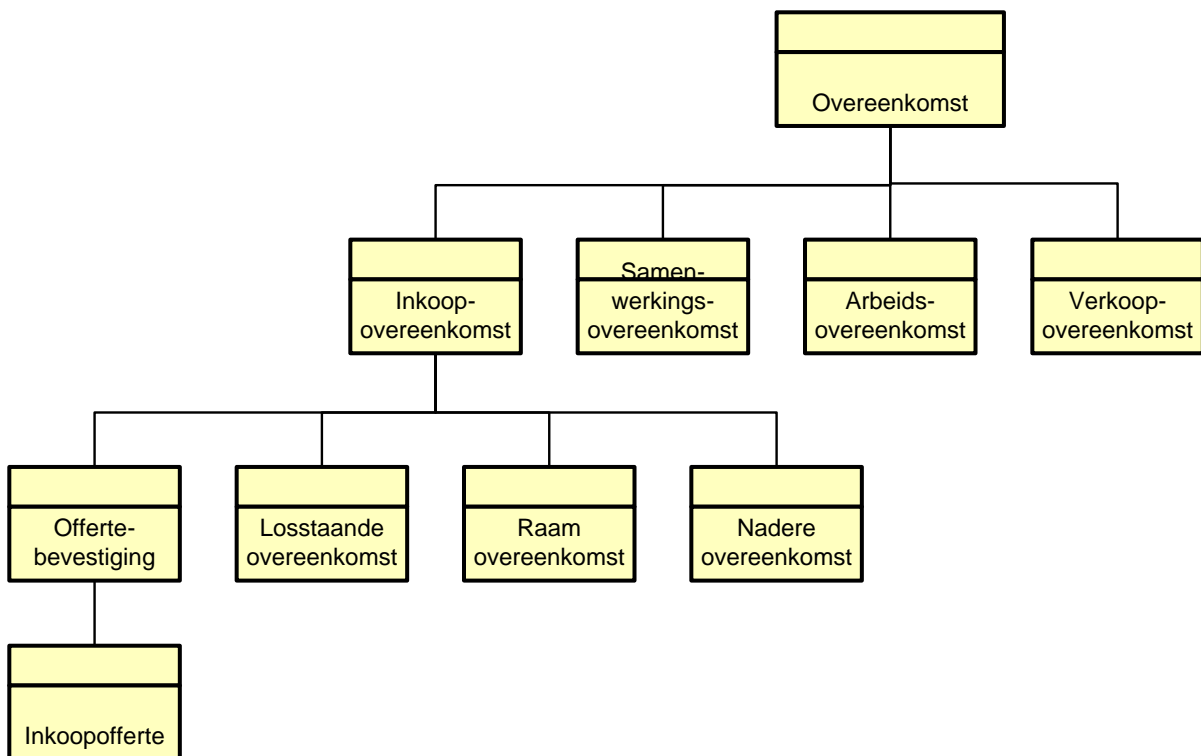 Overeenkomst
Inkoop-
overeenkomst
Samen-
werkings-
overeenkomst
Arbeids-
overeenkomst
Verkoop-
overeenkomst
Offerte-
bevestiging
Losstaande
overeenkomst
Raam
overeenkomst
Nadere
overeenkomst
Inkoopofferte